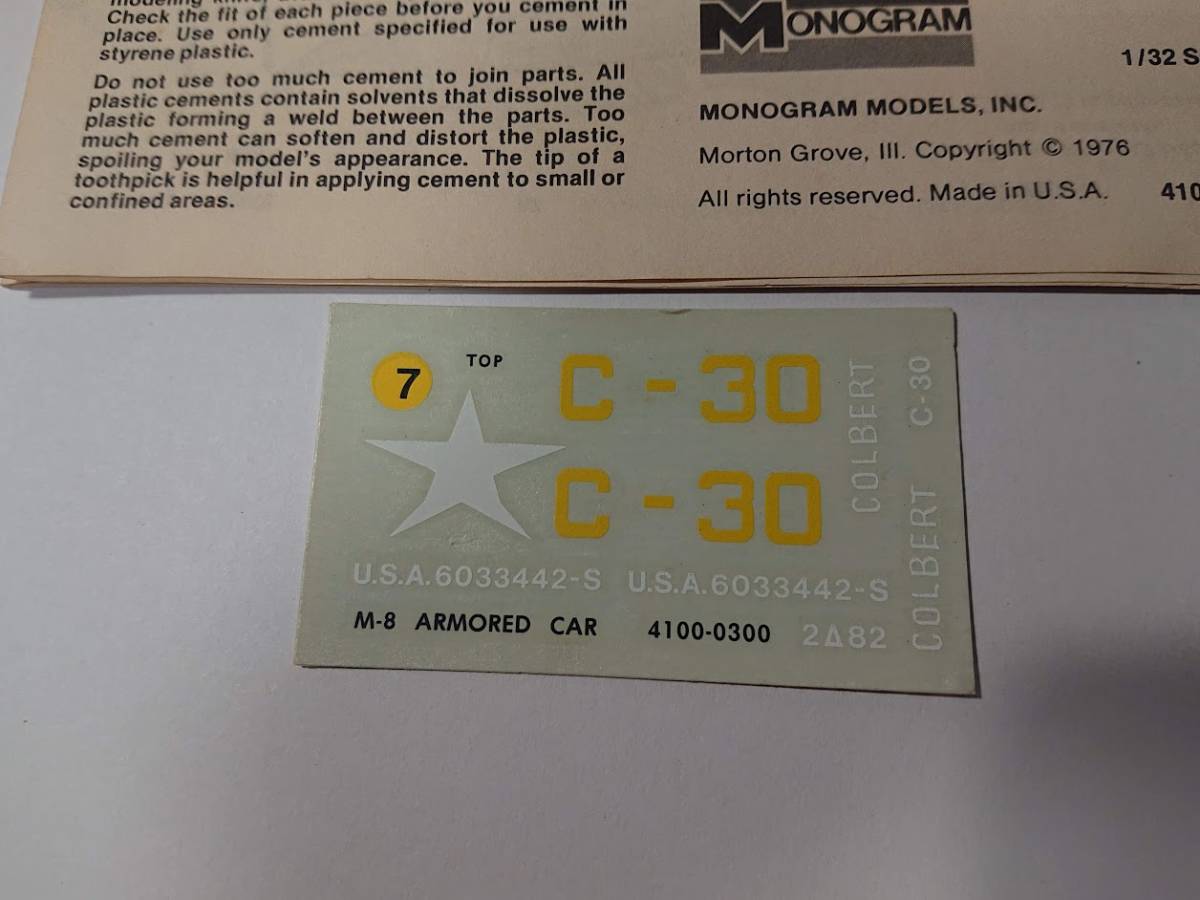 Check the fit of each piece before you cement in
place. Use only cement specified for use with
styrene plastic.
Do not use too much cement to join parts. All
plastic cements contain solvents that dissolve the
plastic forming a weld between the parts. Too
much cement can soften and distort the plastic,
spoiling your model's appearance. The tip of a
toothpick is helpful in applying cement to small or
confined areas.
MONOGRAM
1/32 S
MONOGRAM MODELS, INC.
Morton Grove, Ill. Copyright © 1976
All rights reserved. Made in U.S.A. 410
7
TOP
C - 30
C - 30
COLBERT
C-30
COLBERT
U.S.A.6033442-S U.S.A.6033442-S
M-8 ARMORED CAR 4100-0300 2Δ82